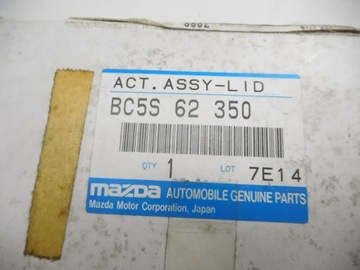 ACT.ASSY-LID
BC5S 62 350
QTY 1 LOT 7E14
mazda AUTOMOBILE GENUINE PARTS
Mazda Motor Corporation, Japan